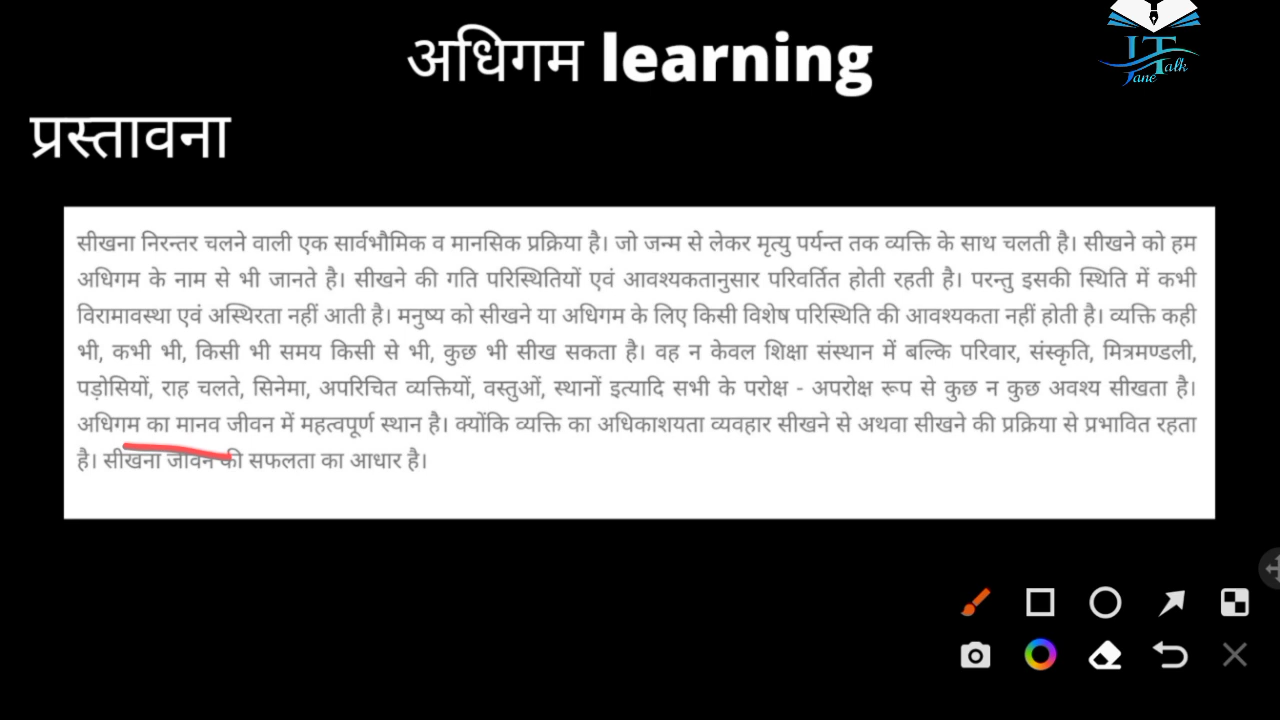 अधिगम learning
प्रस्तावना
सीखना निरन्तर चलने वाली एक सार्वभौमिक व मानसिक प्रक्रिया है। जो जन्म से लेकर मृत्यु पर्यन्त तक व्यक्ति के साथ चलती है। सीखने को हम
अधिगम के नाम से भी जानते है। सीखने की गति परिस्थितियों एवं आवश्यकतानुसार परिवर्तित होती रहती है। परन्तु इसकी स्थिति में कभी
विरामावस्था एवं अस्थिरता नहीं आती है। मनुष्य को सीखने या अधिगम के लिए किसी विशेष परिस्थिति की आवश्यकता नहीं होती है। व्यक्ति कही
भी, कभी भी, किसी भी समय किसी से भी, कुछ भी सीख सकता है। वह न केवल शिक्षा संस्थान में बल्कि परिवार, संस्कृति, मित्रमण्डली,
पड़ोसियों, राह चलते, सिनेमा, अपरिचित व्यक्तियों, वस्तुओं, स्थानों इत्यादि सभी के परोक्ष - अपरोक्ष रूप से कुछ न कुछ अवश्य सीखता है।
अधिगम का मानव जीवन में महत्वपूर्ण स्थान है। क्योंकि व्यक्ति का अधिकाशयता व्यवहार सीखने से अथवा सीखने की प्रक्रिया से प्रभावित रहता
है। सीखना जीवन की सफलता का आधार है।
Jane
Talk